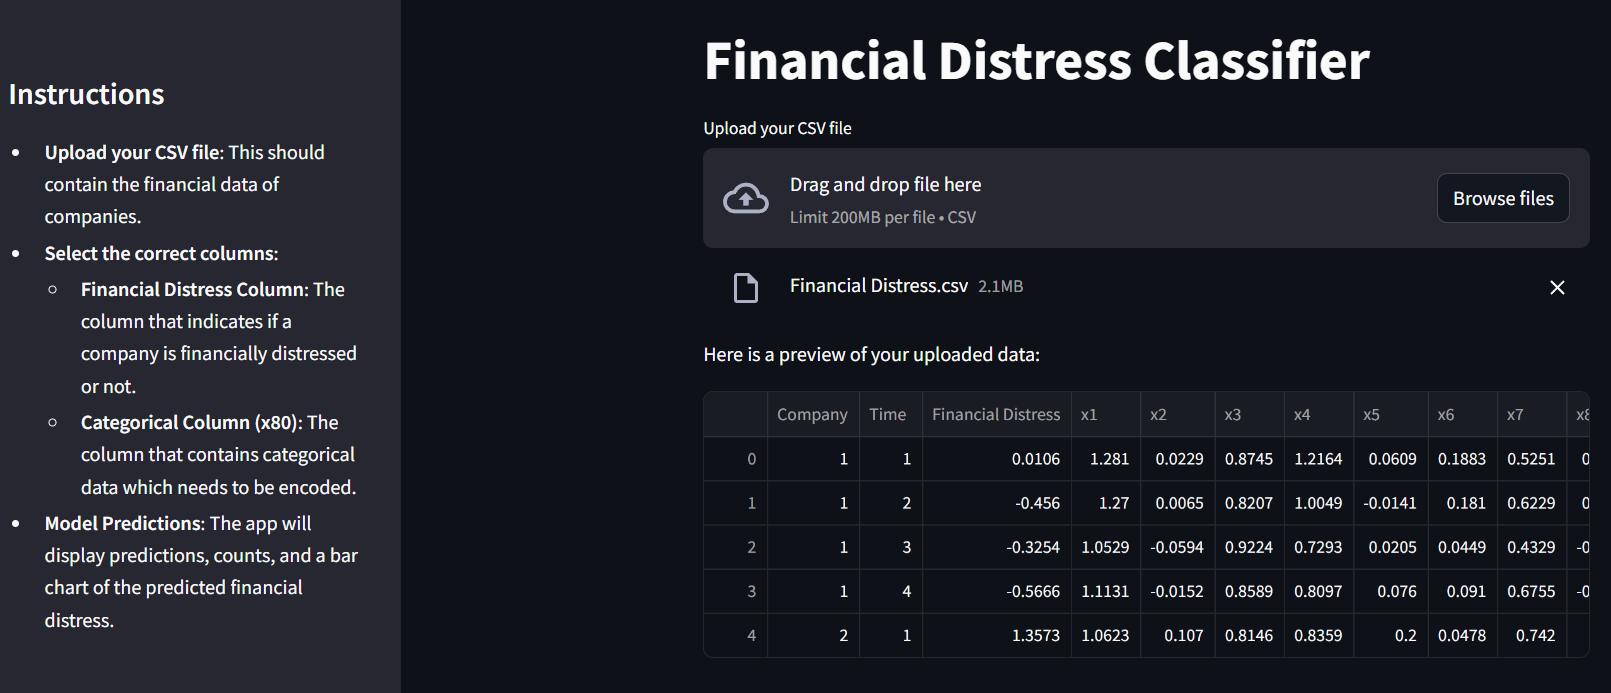 Instructions
• Upload your CSV file: This should
contain the financial data of
companies.
• Select the correct columns:
◦ Financial Distress Column: The
column that indicates if a
company is financially distressed
or not.
◦ Categorical Column (x80): The
column that contains categorical
data which needs to be encoded.
• Model Predictions: The app will
display predictions, counts, and a bar
chart of the predicted financial
distress.
Financial Distress Classifier
Upload your CSV file
Drag and drop file here
Limit 200MB per file • CSV
Browse files
Financial Distress.csv 2.1MB
Here is a preview of your uploaded data:
Company Time Financial Distress x1 x2 x3 x4 x5 x6 x7
0 1 1 0.0106 1.281 0.0229 0.8745 1.2164 0.0609 0.1883 0.5251
1 1 2 -0.456 1.27 0.0065 0.8207 1.0049 -0.0141 0.181 0.6229
2 1 3 -0.3254 1.0529 -0.0594 0.9224 0.7293 0.0205 0.0449 0.4329
3 1 4 -0.5666 1.1131 -0.0152 0.8589 0.8097 0.076 0.091 0.6755
4 2 1 1.3573 1.0623 0.107 0.8146 0.8359 0.2 0.0478 0.742